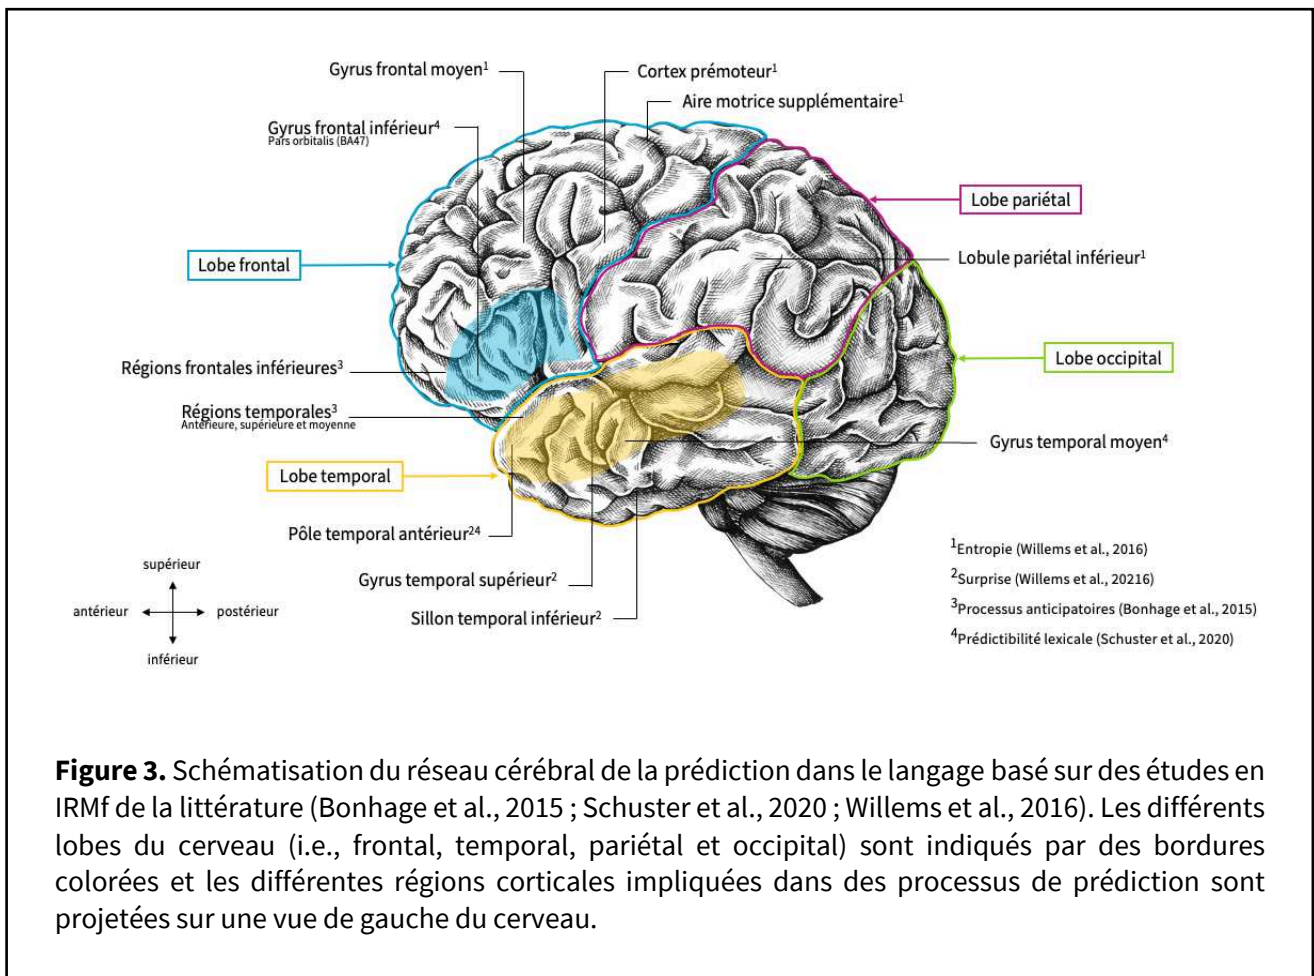 Gyrus frontal moyen¹
Cortex prémoteur¹
Aire motrice supplémentaire¹
Gyrus frontal inférieur⁴
Pars orbitalis (BA47)
Lobe pariétal
Lobe frontal
Lobule pariétal inférieur¹
Lobe occipital
Régions frontales inférieures³
Régions temporales³
Antérieure, supérieure et moyenne
Gyrus temporal moyen⁴
Lobe temporal
Pôle temporal antérieur²⁴
Gyrus temporal supérieur²
Sillon temporal inférieur²
supérieur
antérieur
postérieur
inférieur
¹Entropie (Willems et al., 2016)
²Surprise (Willems et al., 20216)
³Processus anticipatoires (Bonhage et al., 2015)
⁴Prédictibilité lexicale (Schuster et al., 2020)
Figure 3. Schématisation du réseau cérébral de la prédiction dans le langage basé sur des études en
IRMf de la littérature (Bonhage et al., 2015 ; Schuster et al., 2020 ; Willems et al., 2016). Les différents
lobes du cerveau (i.e., frontal, temporal, pariétal et occipital) sont indiqués par des bordures
colorées et les différentes régions corticales impliquées dans des processus de prédiction sont
projetées sur une vue de gauche du cerveau.